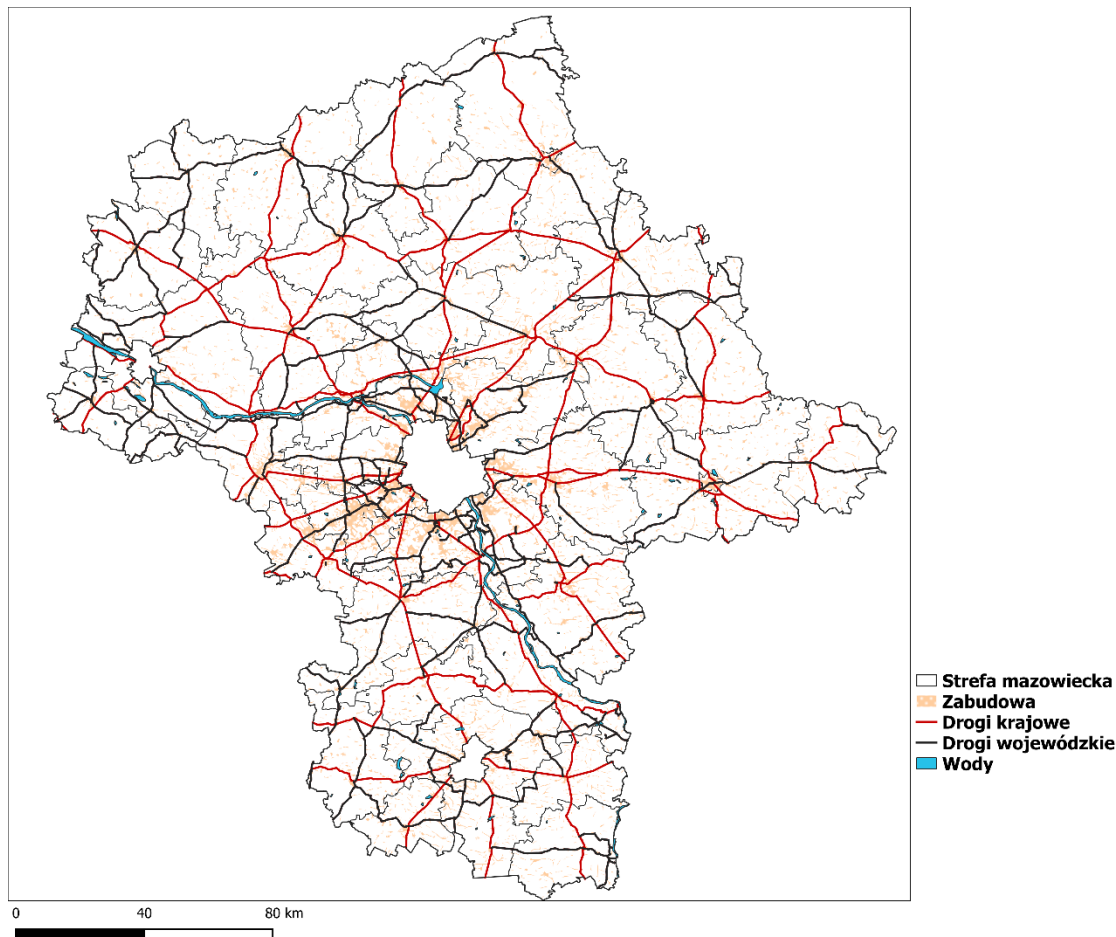 Strefa mazowiecka
Zabudowa
Drogi krajowe
Drogi wojewódzkie
Wody
0 40 80 km